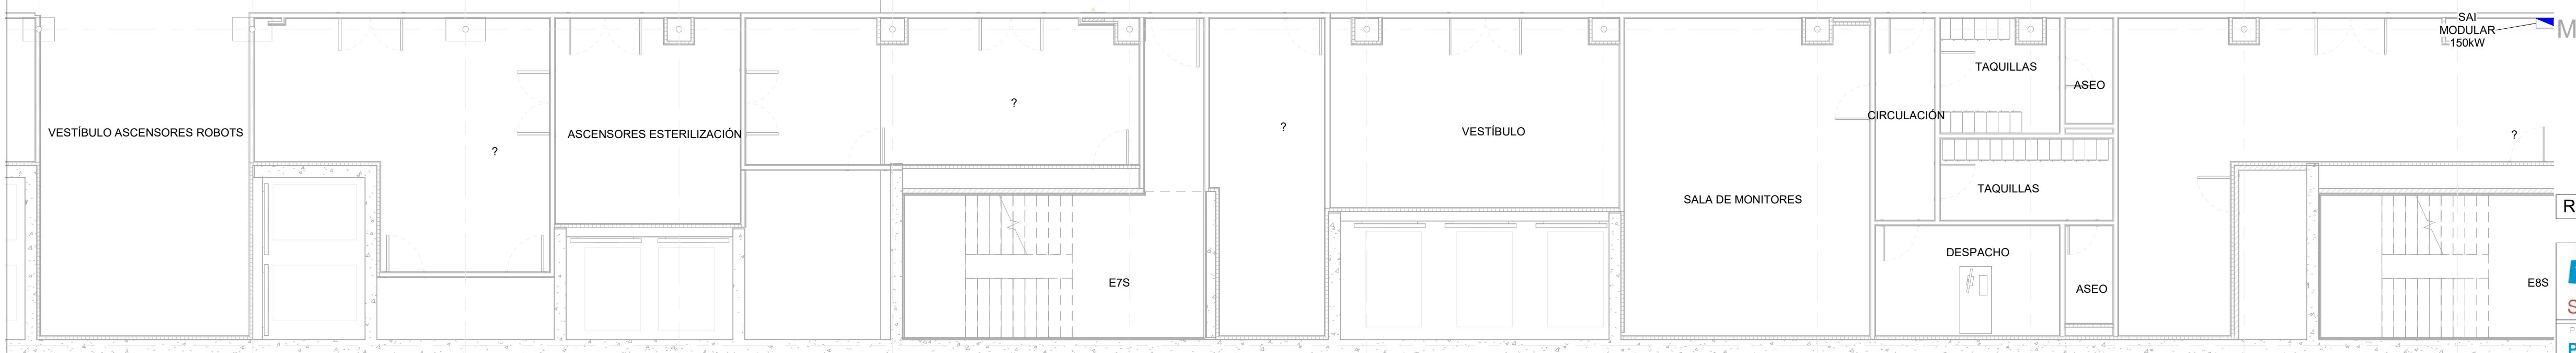 VESTÍBULO ASCENSORES ROBOTS
?
ASCENSORES ESTERILIZACIÓN
?
E7S
?
VESTÍBULO
SALA DE MONITORES
CIRCULACIÓN
TAQUILLAS
ASEO
TAQUILLAS
DESPACHO
ASEO
?
SAI
MODULAR
150kW
E8S
M
R
S
P